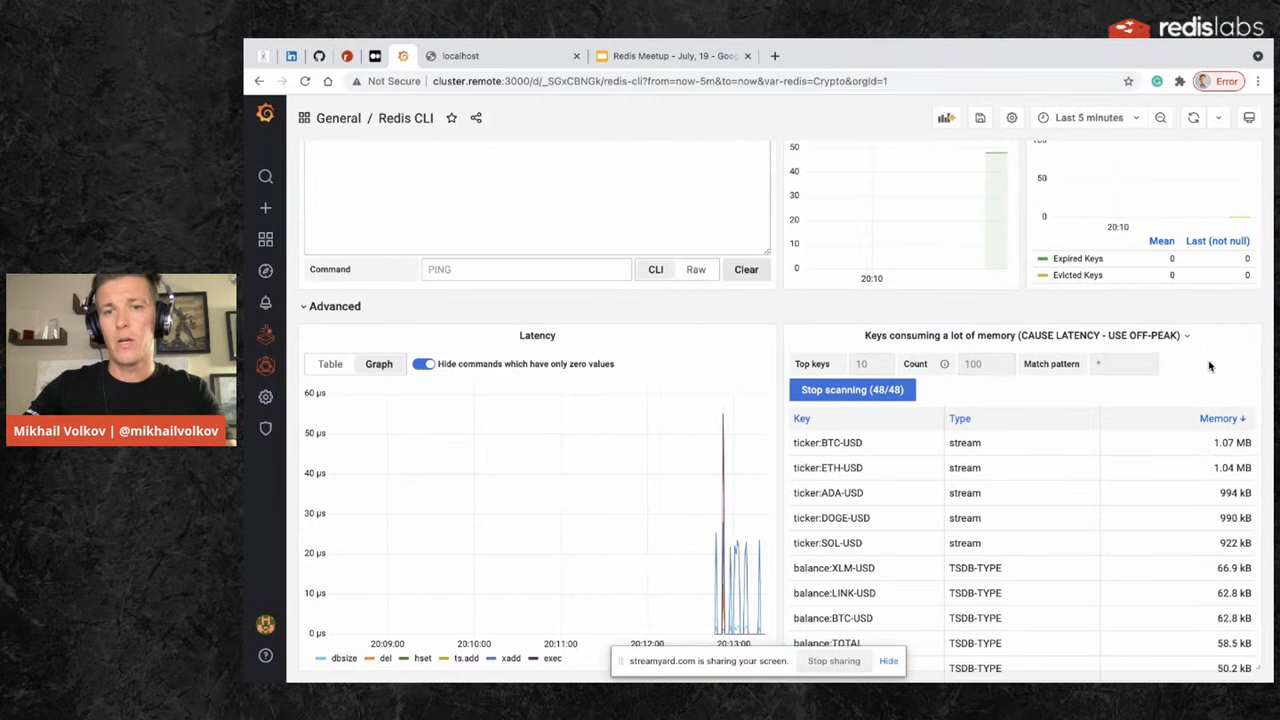 redislabs
localhost
Redis Meetup - July, 19 - Goo
Not Secure
cluster.remote:3000/d/_SGxCBNGk/redis-cli?from=now-5m&to=now&var-redis=Crypto&orgId=1
Error
General / Redis CLI
Last 5 minutes
50
40
30
20
10
0
20:10
50
0
20:10
Mean Last (not null)
Expired Keys 0 0
Evicted Keys 0 0
Command PING CLI Raw Clear
Advanced
Latency
Table Graph Hide commands which have only zero values
60 µs
50 µs
40 µs
30 µs
20 µs
10 µs
0 µs
20:09:00 20:10:00 20:11:00 20:12:00 20:13:00
dbsize del hset ts.add xadd exec
Keys consuming a lot of memory (CAUSE LATENCY - USE OFF-PEAK)
Top keys 10 Count 100 Match pattern *
Stop scanning (48/48)
Key Type Memory
ticker:BTC-USD stream 1.07 MB
ticker:ETH-USD stream 1.04 MB
ticker:ADA-USD stream 994 kB
ticker:DOGE-USD stream 990 kB
ticker:SOL-USD stream 922 kB
balance:XLM-USD TSDB-TYPE 66.9 kB
balance:LINK-USD TSDB-TYPE 62.8 kB
balance:BTC-USD TSDB-TYPE 62.8 kB
balance:TOTAL TSDB-TYPE 58.5 kB
TSDB-TYPE 50.2 kB
streamyard.com is sharing your screen. Stop sharing Hide
Mikhail Volkov | @mikhailvolkov